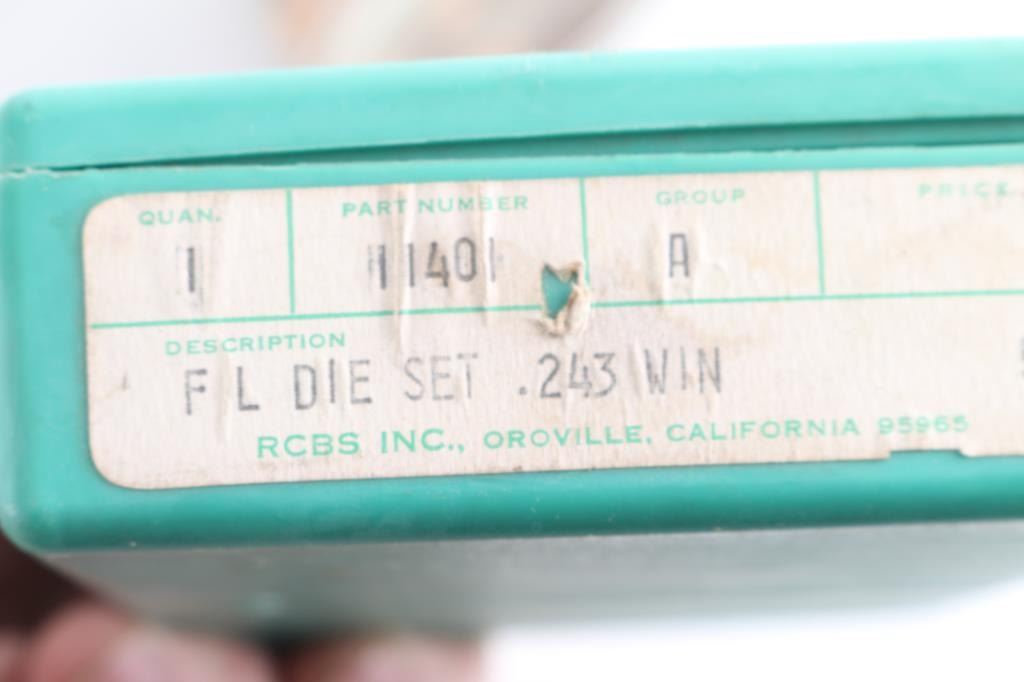 QUAN. PART NUMBER GROUP PRICE
1 11401 A
DESCRIPTION
F L DIE SET .243 WIN
RCBS INC., OROVILLE, CALIFORNIA 95965